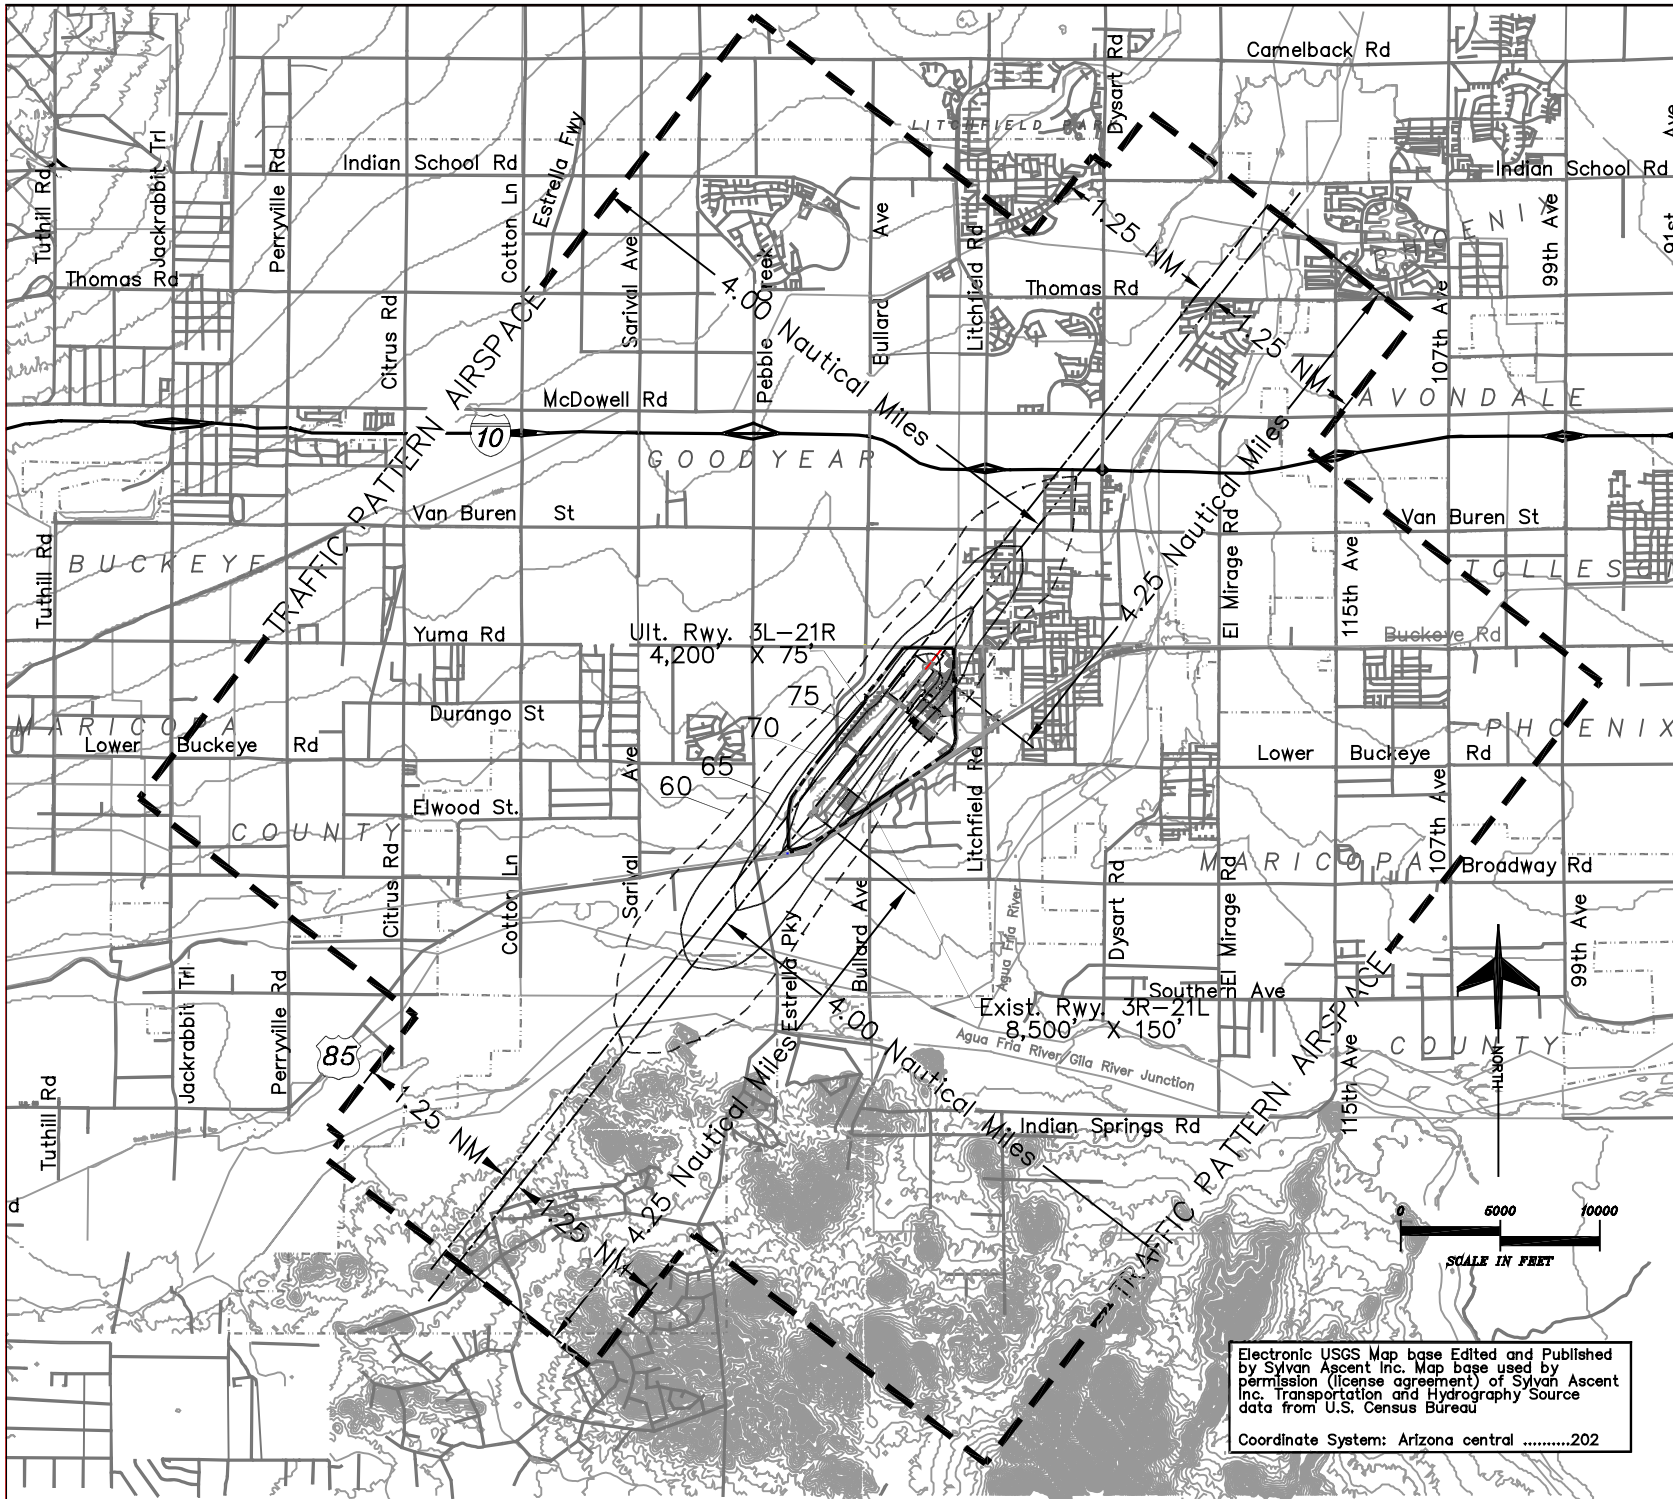 Camelback Rd
Dysart Rd
LITCHFIELD PARK
Indian School Rd
Indian School Rd
Tuthill Rd
Jackrabbit Trl
Perryville Rd
Cotton Ln
Estrella Fwy
Sarival Ave
Bullard Ave
Litchfield Rd
99th Ave
91st Ave
PHOENIX
1.25 NM
Thomas Rd
Thomas Rd
Citrus Rd
Pebble Creek
4.00 Nautical Miles
1.25 NM
107th Ave
McDowell Rd
AVONDALE
TRAFFIC PATTERN AIRSPACE
10
GOODYEAR
Van Buren St
Van Buren St
4.25 Nautical Miles
El Mirage Rd
115th Ave
BUCKEYE
TOLLESON
Tuthill Rd
Yuma Rd
Ult. Rwy. 3L-21R
4,200' X 75'
Buckeye Rd
75
70
65
60
Durango St
MARICOPA
Lower Buckeye Rd
Lower Buckeye Rd
PHOENIX
Sarival Ave
Litchfield Rd
107th Ave
Elwood St.
COUNTY
MARICOPA
Broadway Rd
Citrus Rd
Cotton Ln
Estrella Pky
Bullard Ave
Agua Fria River
Dysart Rd
El Mirage Rd
99th Ave
Jackrabbit Trl
Perryville Rd
Southern Ave
Exist. Rwy. 3R-21L
8,500' X 150'
4.00 Nautical Miles
Agua Fria River/Gila River Junction
COUNTY
115th Ave
NORTH
85
Tuthill Rd
1.25 NM
4.25 Nautical Miles
Indian Springs Rd
TRAFFIC PATTERN AIRSPACE
d
1.25 NM
0 5000 10000
SCALE IN FEET
Electronic USGS Map base Edited and Published
by Sylvan Ascent Inc. Map base used by
permission (license agreement) of Sylvan Ascent
Inc. Transportation and Hydrography Source
data from U.S. Census Bureau
Coordinate System: Arizona central ..........202